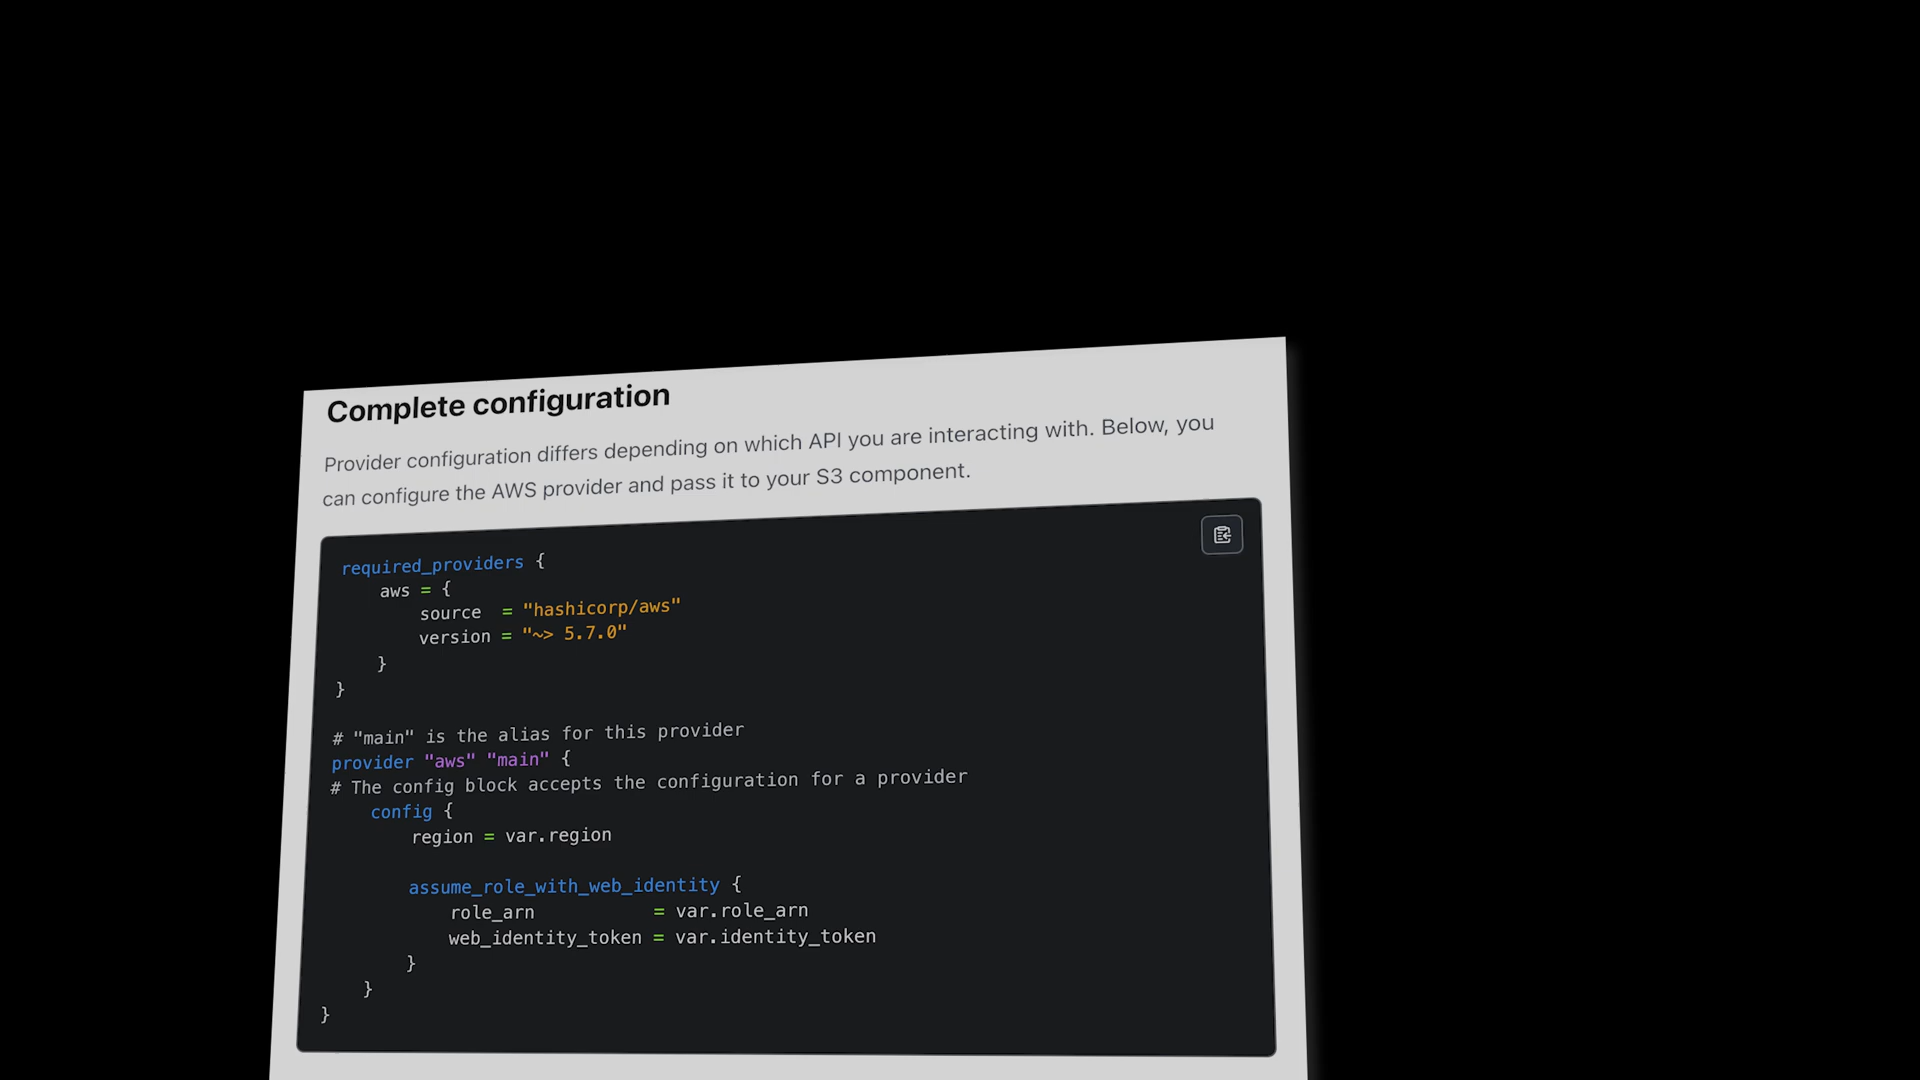 Complete configuration
Provider configuration differs depending on which API you are interacting with. Below, you
can configure the AWS provider and pass it to your S3 component.
required_providers {
    aws = {
        source  = "hashicorp/aws"
        version = "~> 5.7.0"
    }
}

# "main" is the alias for this provider
provider "aws" "main" {
# The config block accepts the configuration for a provider
    config {
        region = var.region

        assume_role_with_web_identity {
            role_arn           = var.role_arn
            web_identity_token = var.identity_token
        }
    }
}